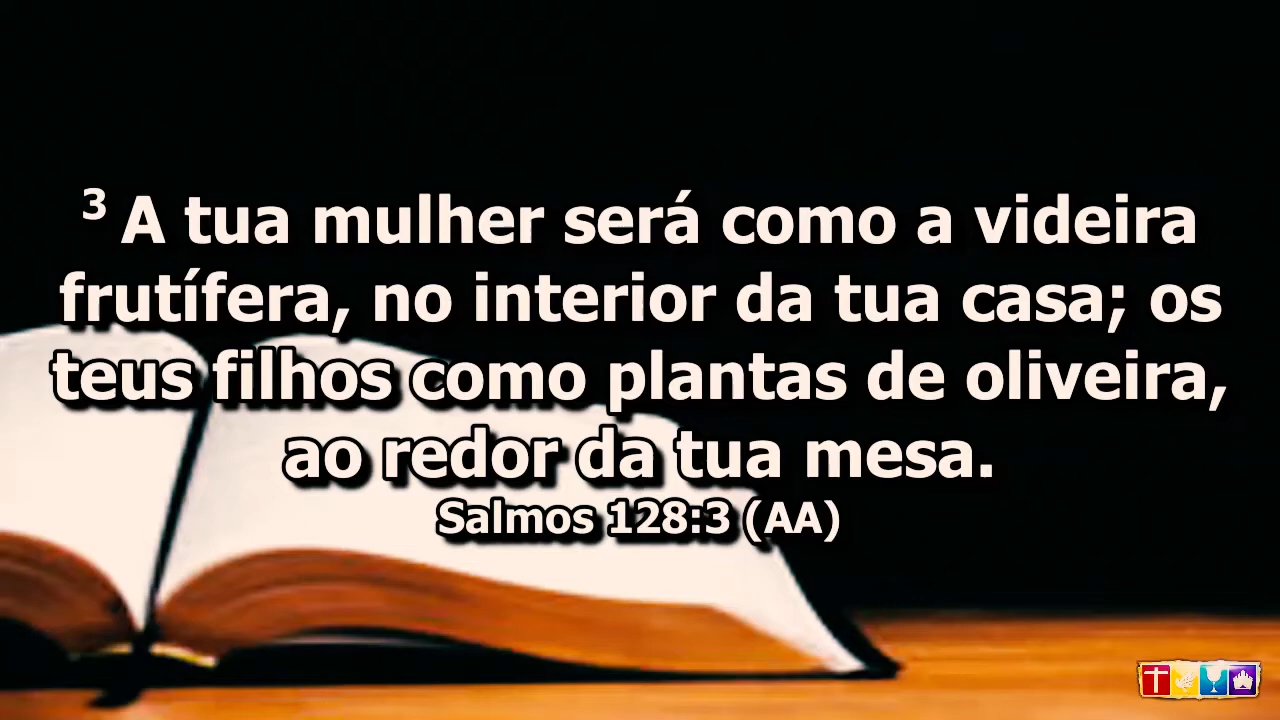 ³ A tua mulher será como a videira
frutífera, no interior da tua casa; os
teus filhos como plantas de oliveira,
ao redor da tua mesa.
Salmos 128:3 (AA)